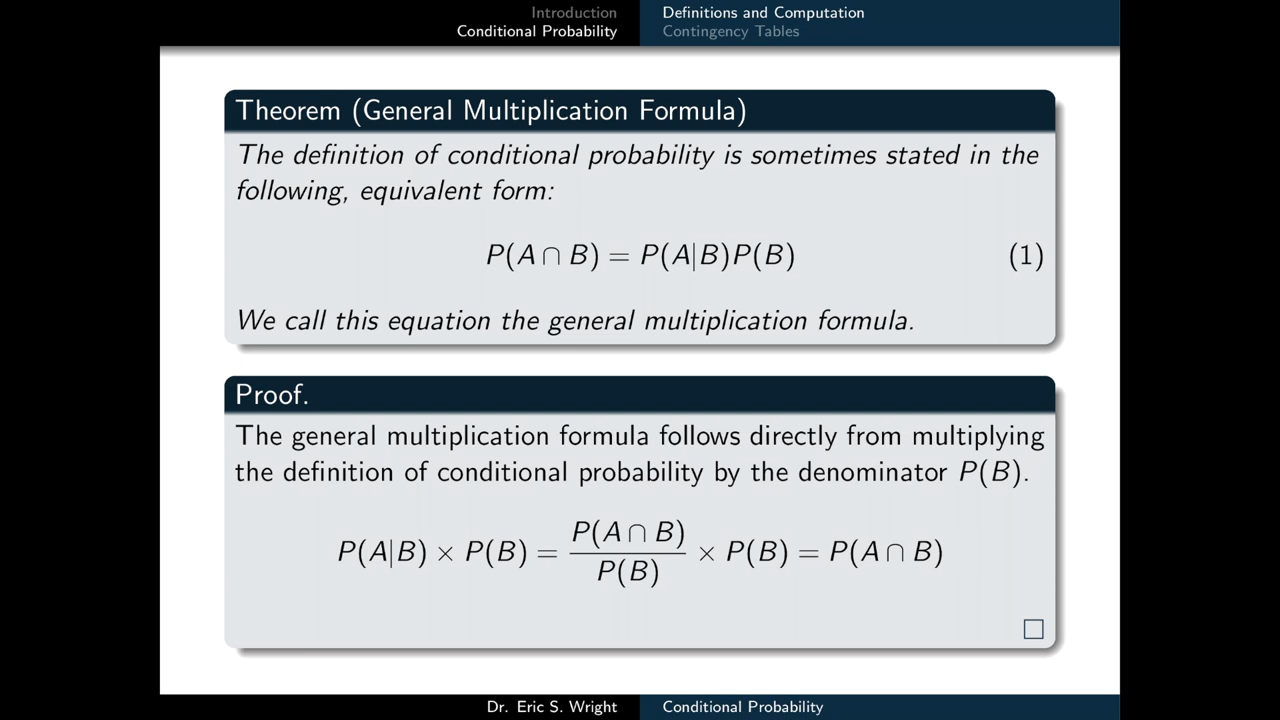 Introduction
Conditional Probability
Definitions and Computation
Contingency Tables
Theorem (General Multiplication Formula)
The definition of conditional probability is sometimes stated in the
following, equivalent form:
P(A ∩ B) = P(A|B)P(B) (1)
We call this equation the general multiplication formula.
Proof.
The general multiplication formula follows directly from multiplying
the definition of conditional probability by the denominator P(B).
P(A|B) × P(B) = P(A ∩ B) / P(B) × P(B) = P(A ∩ B)
□
Dr. Eric S. Wright
Conditional Probability